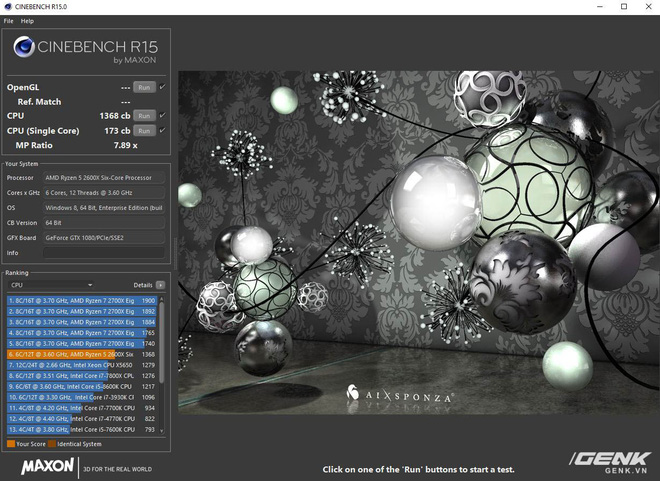 CINEBENCH R15.0
File Help
CINEBENCH R15
by MAXON
OpenGL --- Run
Ref. Match ---
CPU 1368 cb Run
CPU (Single Core) 173 cb Run
MP Ratio 7.89 x
Your System
Processor AMD Ryzen 5 2600X Six-Core Processor
Cores x GHz 6 Cores, 12 Threads @ 3.60 GHz
OS Windows 8, 64 Bit, Enterprise Edition (buil
CB Version 64 Bit
GFX Board GeForce GTX 1080/PCIe/SSE2
Info
Ranking
CPU Details
1. 8C/16T @ 3.70 GHz, AMD Ryzen 7 2700X Eig 1900
2. 8C/16T @ 3.70 GHz, AMD Ryzen 7 2700X Eig 1892
3. 8C/16T @ 3.70 GHz, AMD Ryzen 7 2700X Eig 1884
4. 8C/16T @ 3.70 GHz, AMD Ryzen 7 2700X Eig 1765
5. 8C/16T @ 3.70 GHz, AMD Ryzen 7 2700X Eig 1740
6. 6C/12T @ 3.60 GHz, AMD Ryzen 5 2600X Six 1368
7. 12C/24T @ 2.66 GHz, Intel Xeon CPU X5650 1279
8. 6C/12T @ 3.51 GHz, Intel Core i7-7800X CPL 1276
9. 6C/6T @ 3.60 GHz, Intel Core i5-8600K CPU 1217
10. 6C/12T @ 3.30 GHz, Intel Core i7-3930K CI 1096
11. 4C/8T @ 4.20 GHz, Intel Core i7-7700K CPU 934
12. 4C/8T @ 4.40 GHz, Intel Core i7-4770K CPU 822
13. 4C/4T @ 3.80 GHz, Intel Core i5-7600K CPU 793
Your Score Identical System
MAXON 3D FOR THE REAL WORLD
AIXSPONZA
Click on one of the 'Run' buttons to start a test.
GENK
GENK.VN